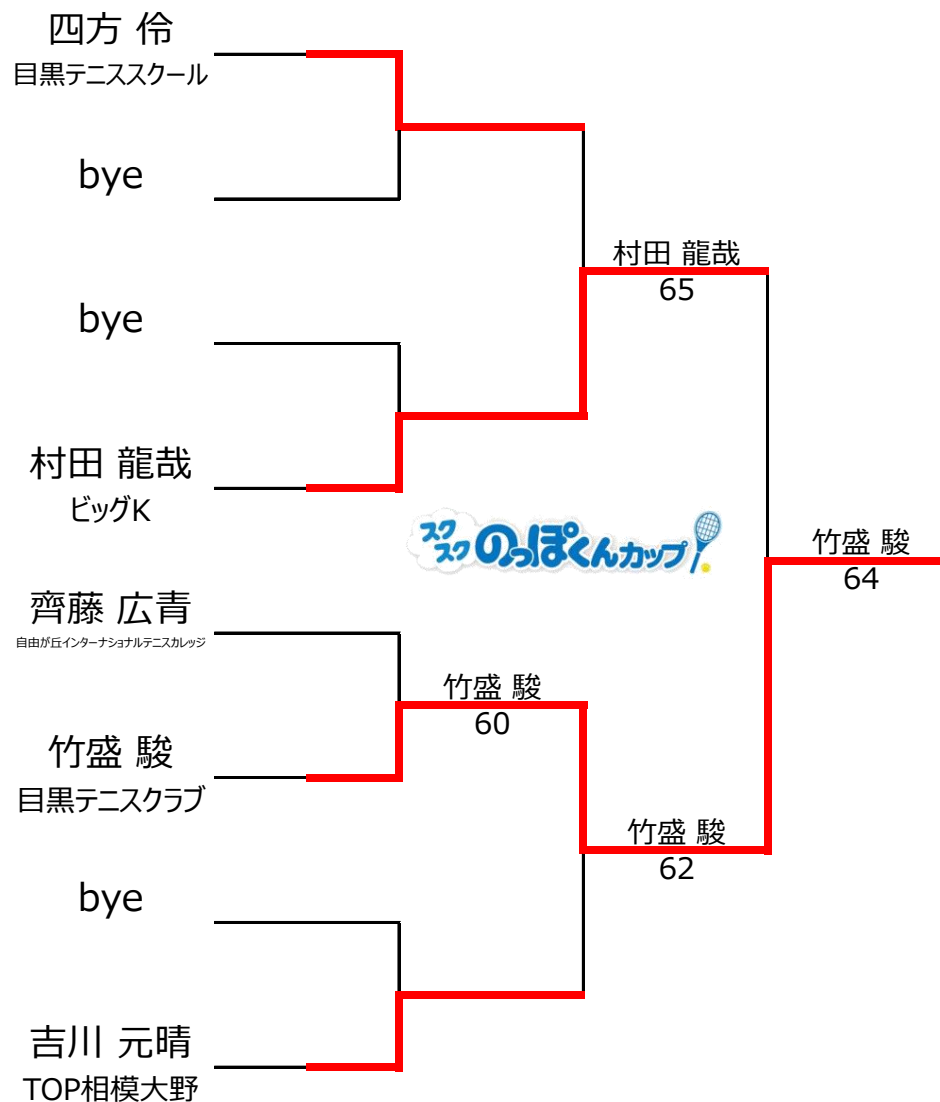 四方 伶
目黒テニススクール
bye
bye
村田 龍哉
65
村田 龍哉
ビッグK
スク
スク
のっぽくんカップ!
竹盛 駿
64
齊藤 広青
自由が丘インターナショナルテニスカレッジ
竹盛 駿
60
竹盛 駿
目黒テニスクラブ
竹盛 駿
62
bye
吉川 元晴
TOP相模大野